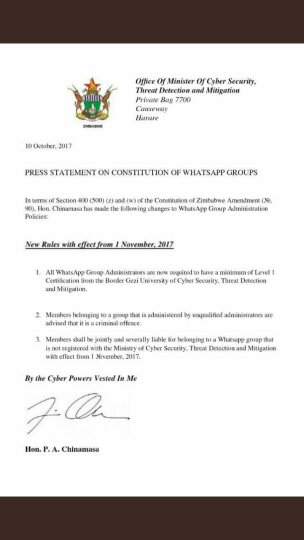 Office Of Minister Of Cyber Security,
Threat Detection and Mitigation
Private Bag 7700
Causeway
Harare
ZIMBABWE
10 October, 2017
PRESS STATEMENT ON CONSTITUTION OF WHATSAPP GROUPS
In terms of Section 400 (500) (z) and (w) of the Constitution of Zimbabwe Amendment (№.
90), Hon. Chinamasa has made the following changes to WhatsApp Group Administration
Policies:
New Rules with effect from 1 November, 2017
1. All WhatsApp Group Administrators are now required to have a minimum of Level 1
Certification from the Border Gezi University of Cyber Security, Threat Detection
and Mitigation.
2. Members belonging to a group that is administered by unqualified administrators are
advised that it is a criminal offence.
3. Members shall be jointly and severally liable for belonging to a Whatsapp group that
is not registered with the Ministry of Cyber Security, Threat Detection and Mitigation
with effect from 1 November, 2017.
By the Cyber Powers Vested In Me
Hon. P. A. Chinamasa